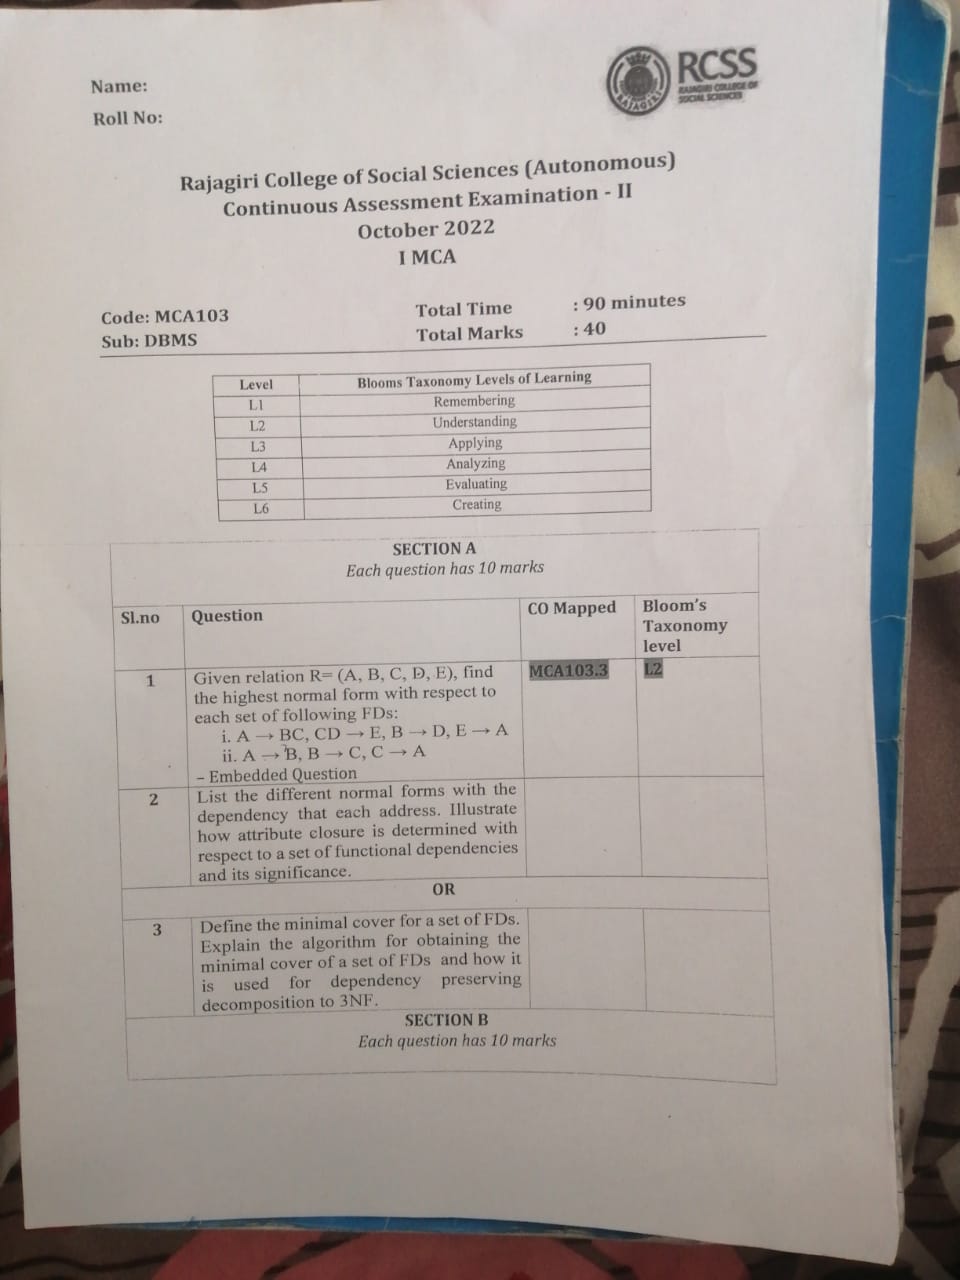 Name:
Roll No:
RAJAGIRI
RCSS
RAJAGIRI COLLEGE OF
SOCIAL SCIENCES
Rajagiri College of Social Sciences (Autonomous)
Continuous Assessment Examination - II
October 2022
I MCA
Code: MCA103
Sub: DBMS
Total Time : 90 minutes
Total Marks : 40
Level Blooms Taxonomy Levels of Learning
L1 Remembering
L2 Understanding
L3 Applying
L4 Analyzing
L5 Evaluating
L6 Creating
SECTION A
Each question has 10 marks
Sl.no Question CO Mapped Bloom's
Taxonomy
level
1 Given relation R= (A, B, C, D, E), find MCA103.3 L2
the highest normal form with respect to
each set of following FDs:
i. A → BC, CD → E, B → D, E → A
ii. A → B, B → C, C → A
– Embedded Question
2 List the different normal forms with the
dependency that each address. Illustrate
how attribute closure is determined with
respect to a set of functional dependencies
and its significance.
OR
3 Define the minimal cover for a set of FDs.
Explain the algorithm for obtaining the
minimal cover of a set of FDs and how it
is used for dependency preserving
decomposition to 3NF.
SECTION B
Each question has 10 marks